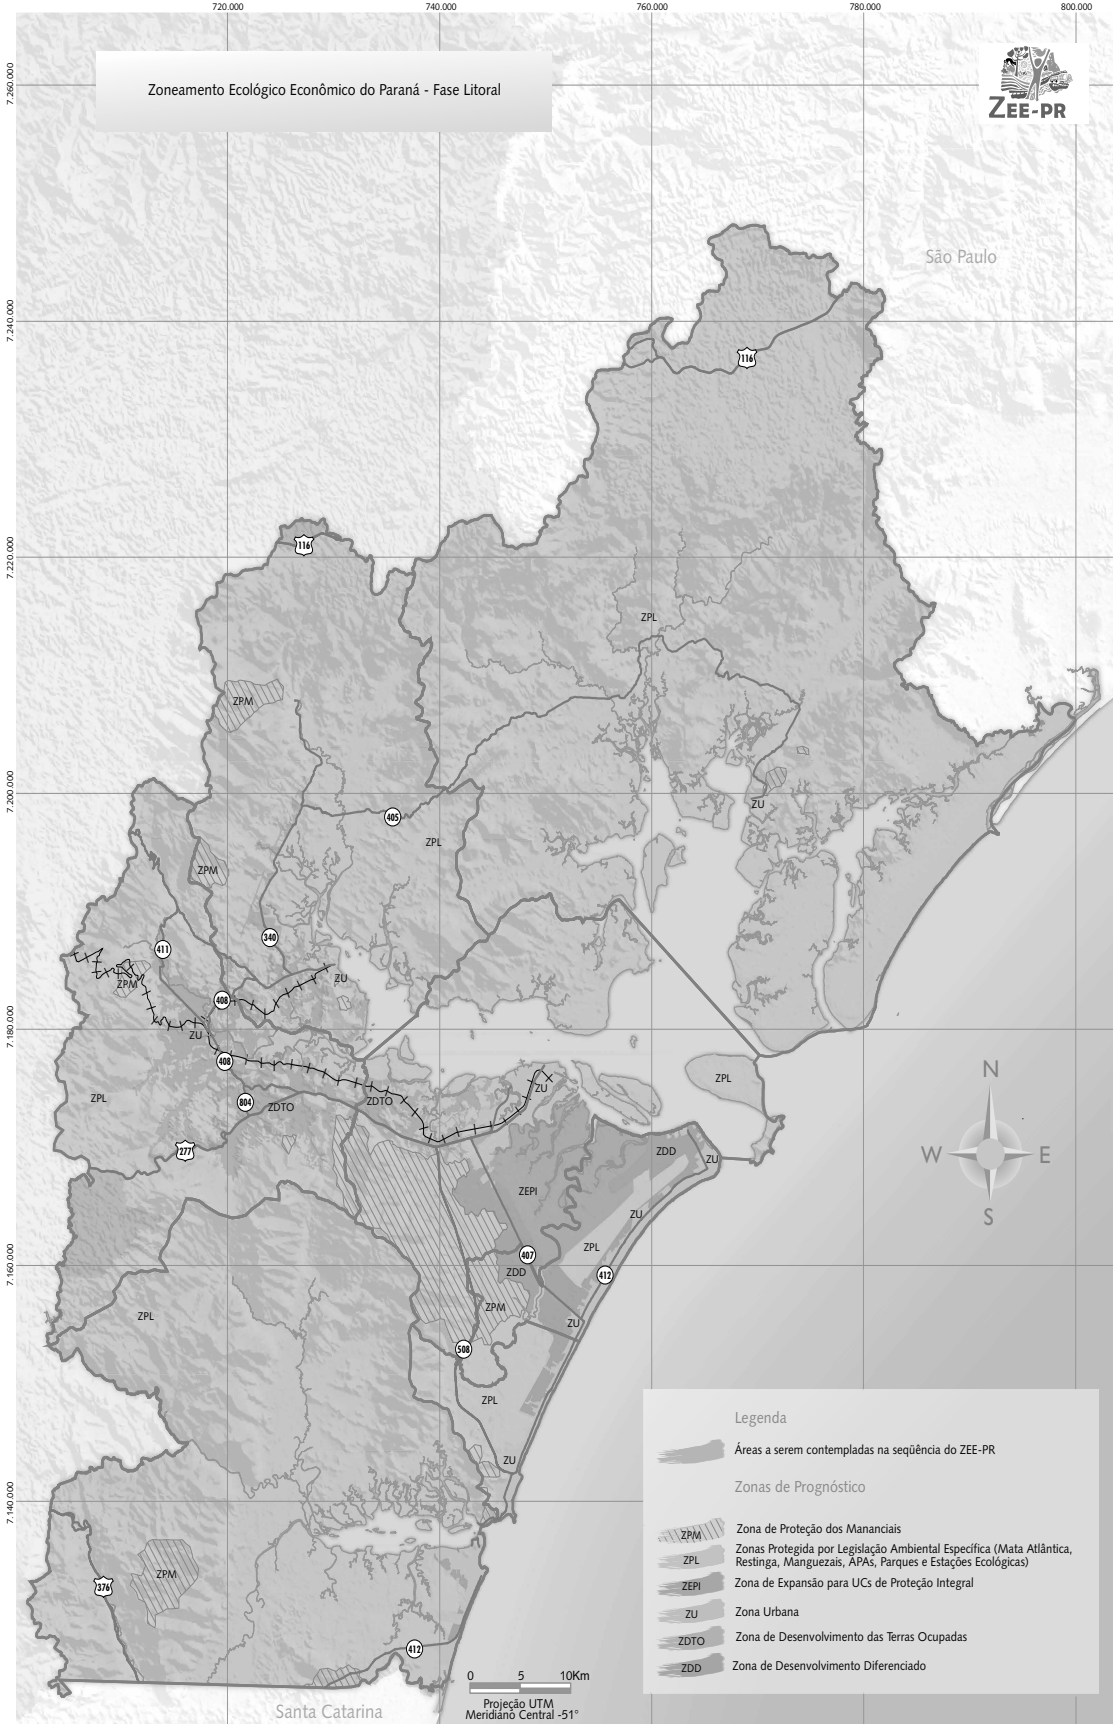 720.000
740.000
760.000
780.000
800.000
7.260.000
Zoneamento Ecológico Econômico do Paraná - Fase Litoral
ZEE-PR
São Paulo
7.240.000
116
7.220.000
116
ZPL
ZPM
7.200.000
ZU
405
ZPL
ZPM
340
411
ZPM
ZU
408
7.180.000
ZU
408
ZPL
ZU
ZPL
804
ZDTO
ZDTO
277
ZDD
ZU
N
W
E
S
ZEPI
ZU
ZPL
407
7.160.000
ZDD
412
ZPM
ZPL
ZU
508
ZPL
ZU
7.140.000
ZPM
376
412
Santa Catarina
0 5 10Km
Projeção UTM
Meridiano Central -51°
Legenda
Áreas a serem contempladas na seqüência do ZEE-PR
Zonas de Prognóstico
ZPM Zona de Proteção dos Mananciais
ZPL Zonas Protegida por Legislação Ambiental Específica (Mata Atlântica,
Restinga, Manguezais, APAs, Parques e Estações Ecológicas)
ZEPI Zona de Expansão para UCs de Proteção Integral
ZU Zona Urbana
ZDTO Zona de Desenvolvimento das Terras Ocupadas
ZDD Zona de Desenvolvimento Diferenciado